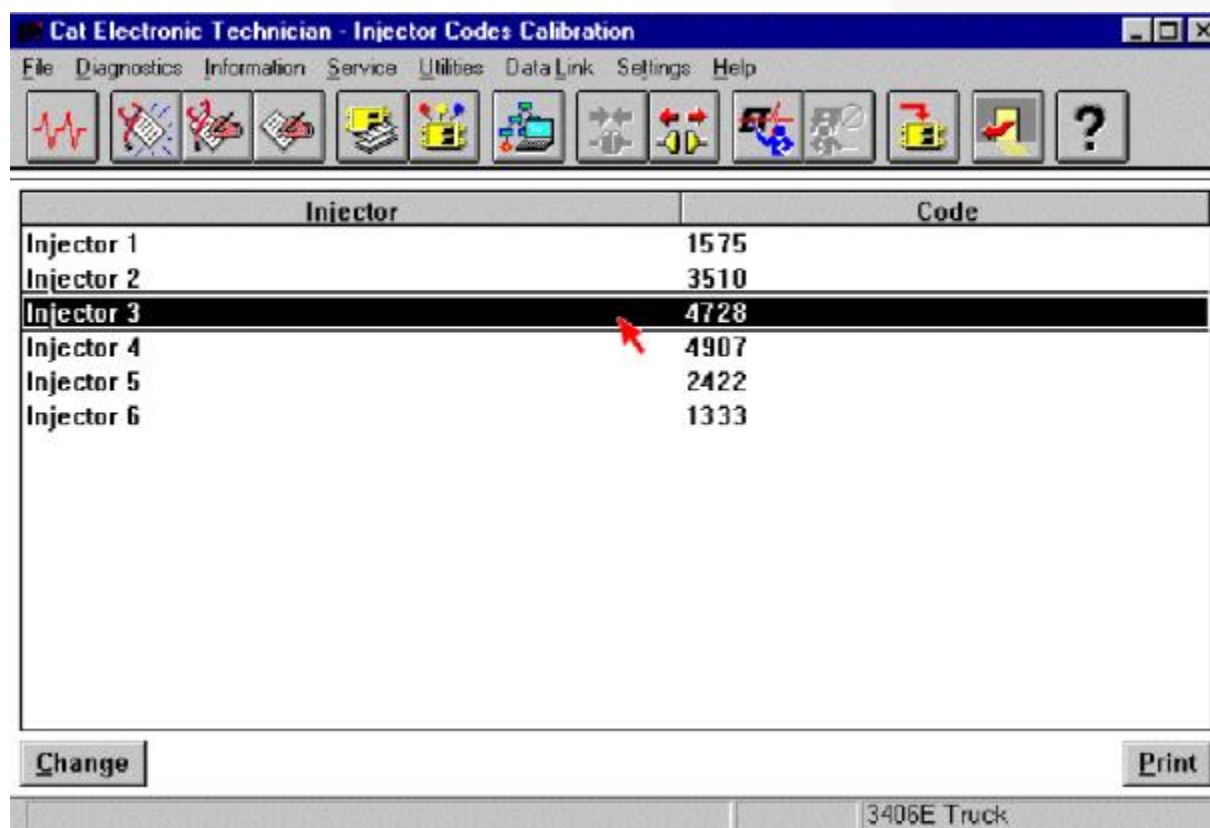 Cat Electronic Technician - Injector Codes Calibration
File Diagnostics Information Service Utilities Data Link Settings Help
?
Injector Code
Injector 1 1575
Injector 2 3510
Injector 3 4728
Injector 4 4907
Injector 5 2422
Injector 6 1333
Change Print
3406E Truck